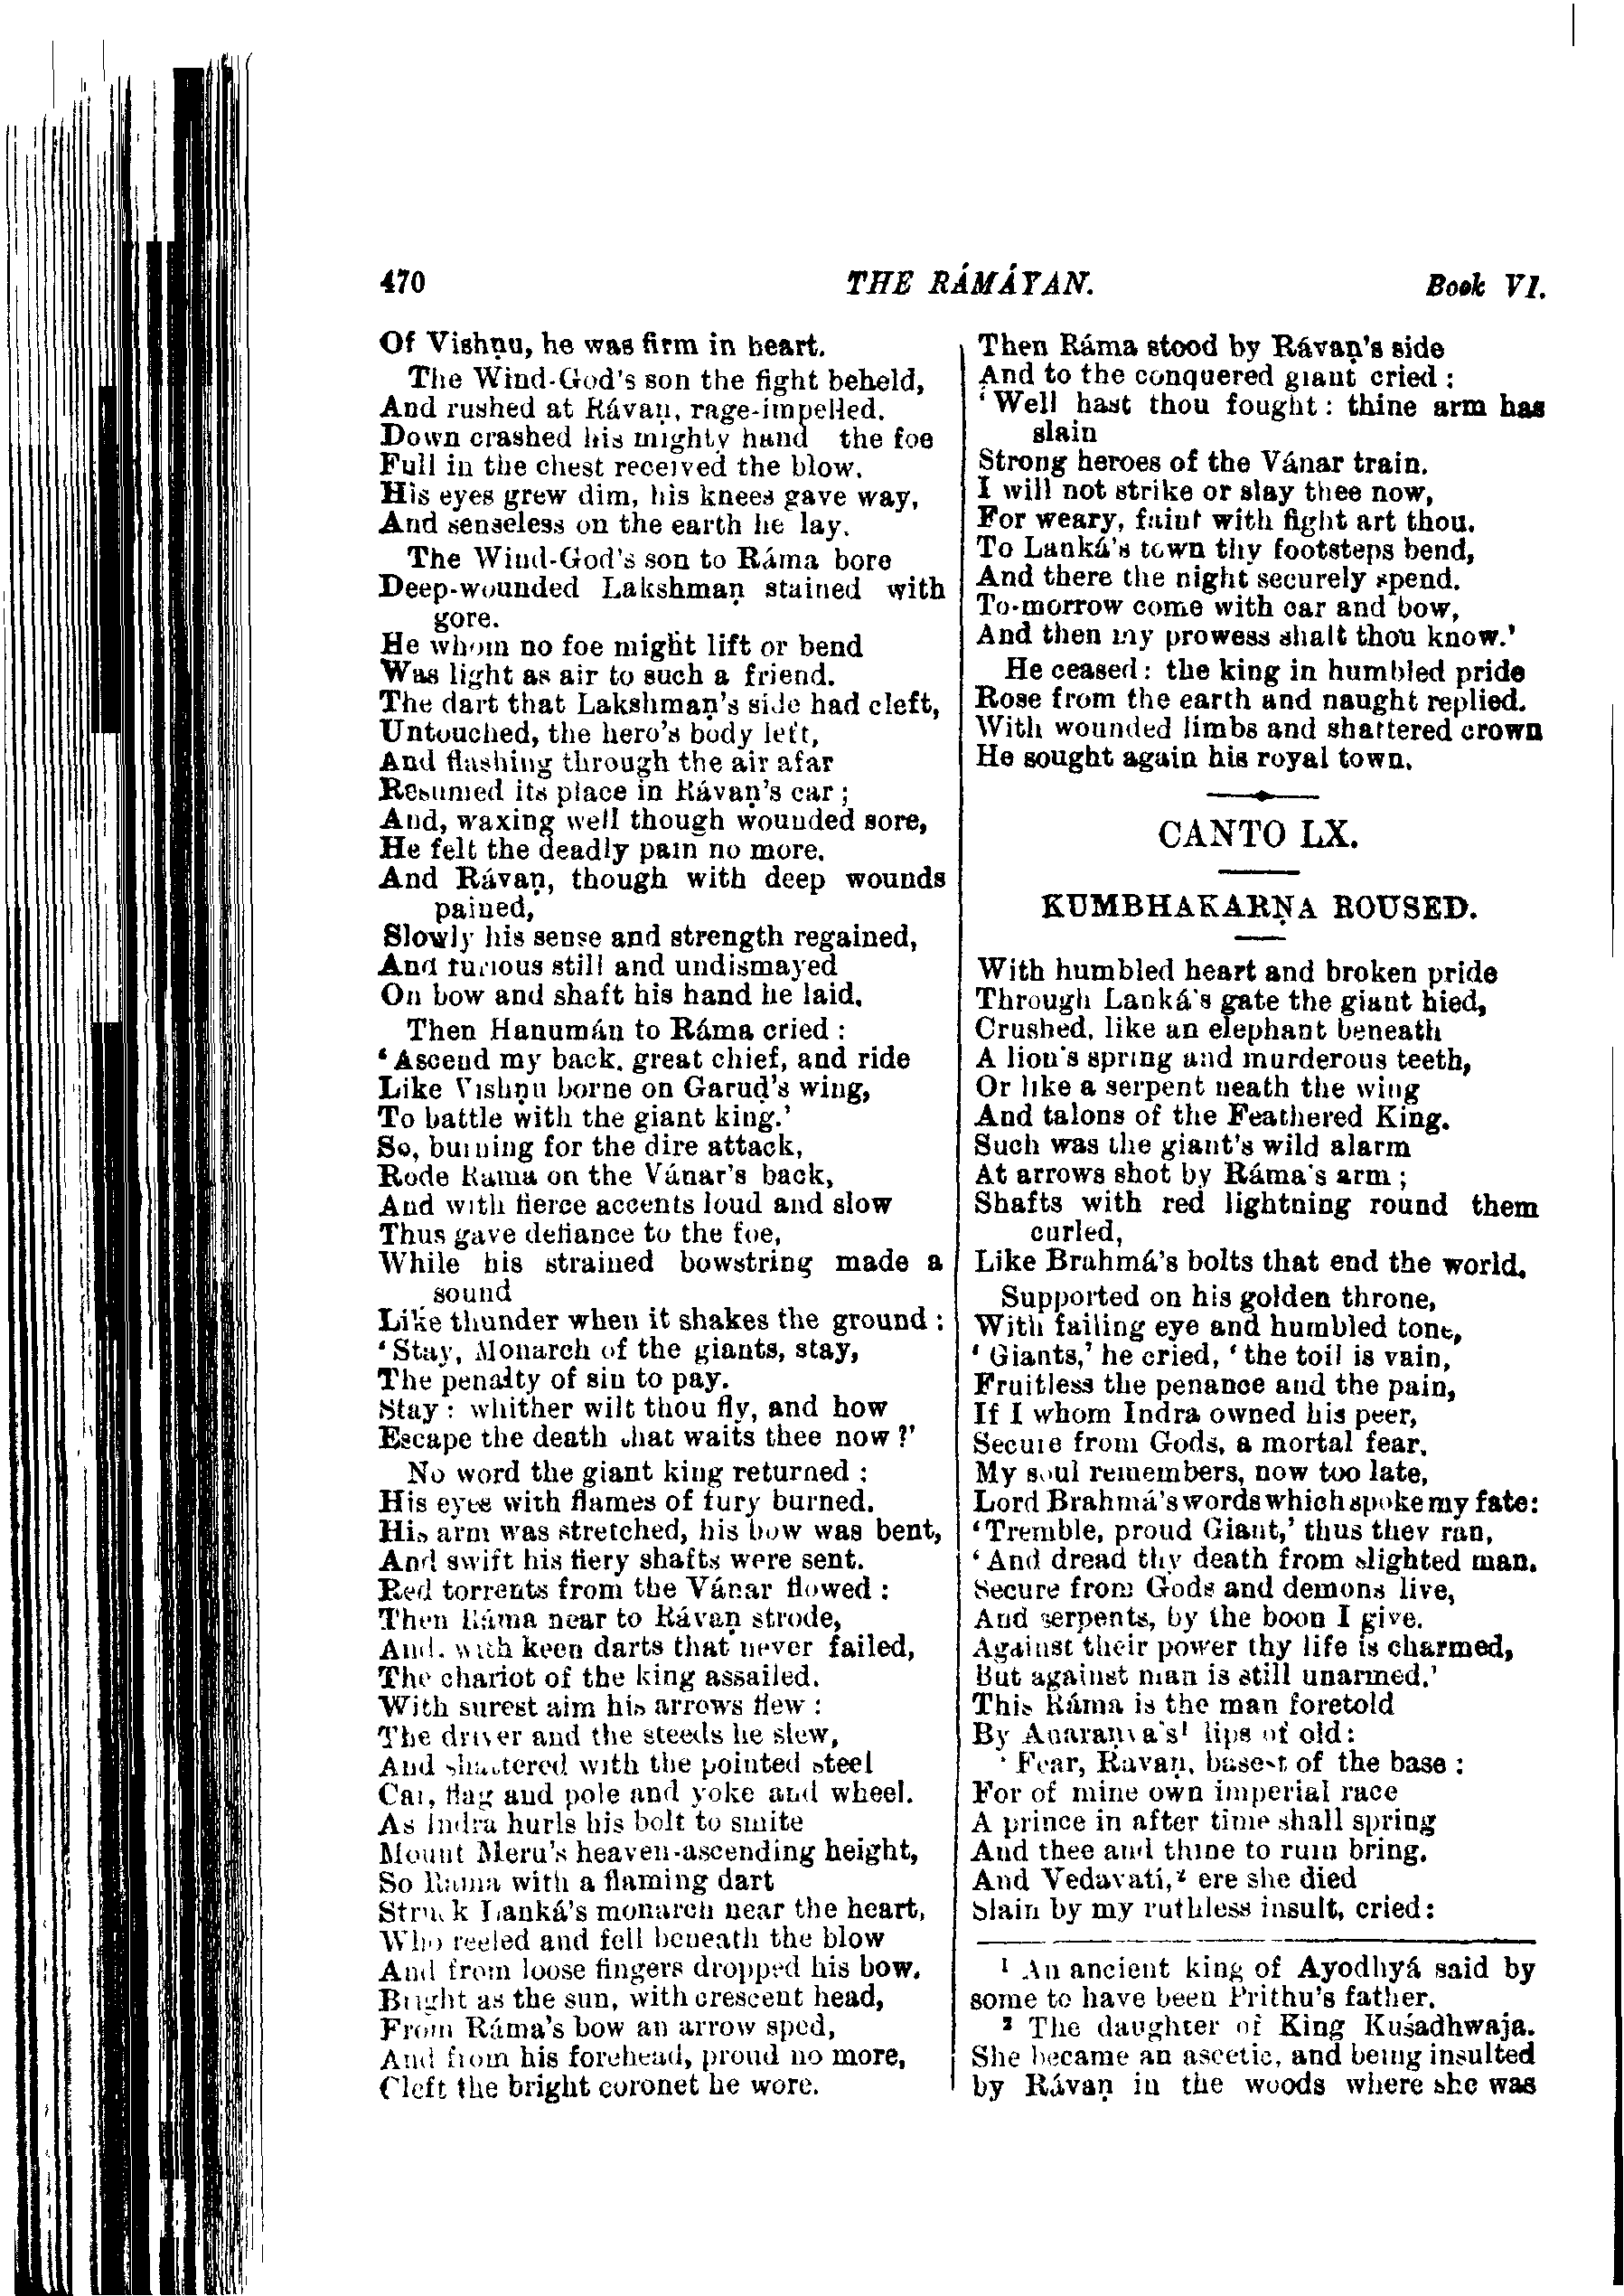 470 THE RÁMÁYAN. Book VI.
Of Vishṇu, he was firm in heart.
The Wind-God's son the fight beheld,
And rushed at Rávaṇ, rage-impelled.
Down crashed his mighty hand the foe
Full in the chest received the blow.
His eyes grew dim, his knees gave way,
And senseless on the earth he lay.
The Wind-God's son to Ráma bore
Deep-wounded Lakshmaṇ stained with
gore.
He whom no foe might lift or bend
Was light as air to such a friend.
The dart that Lakshmaṇ's side had cleft,
Untouched, the hero's body left,
And flashing through the air afar
Resumed its place in Rávaṇ's car;
And, waxing well though wounded sore,
He felt the deadly pain no more.
And Rávaṇ, though with deep wounds
pained,
Slowly his sense and strength regained,
And furious still and undismayed
On bow and shaft his hand he laid.
Then Hanumán to Ráma cried:
'Ascend my back, great chief, and ride
Like Vishṇu borne on Garuḍ's wing,
To battle with the giant king.'
So, burning for the dire attack,
Rode Rama on the Vánar's back,
And with fierce accents loud and slow
Thus gave defiance to the foe,
While his strained bowstring made a
sound
Like thunder when it shakes the ground:
'Stay, Monarch of the giants, stay,
The penalty of sin to pay.
Stay: whither wilt thou fly, and how
Escape the death that waits thee now?'
No word the giant king returned:
His eyes with flames of fury burned.
His arm was stretched, his bow was bent,
And swift his fiery shafts were sent.
Red torrents from the Vánar flowed:
Then Ráma near to Rávaṇ strode,
And, with keen darts that never failed,
The chariot of the king assailed.
With surest aim his arrows flew:
The driver and the steeds he slew,
And shattered with the pointed steel
Car, flag and pole and yoke and wheel.
As Indra hurls his bolt to smite
Mount Meru's heaven-ascending height,
So Rama with a flaming dart
Struck Lanká's monarch near the heart,
Who reeled and fell beneath the blow
And from loose fingers dropped his bow.
Bright as the sun, with crescent head,
From Ráma's bow an arrow sped,
And from his forehead, proud no more,
Cleft the bright coronet he wore.
Then Ráma stood by Rávaṇ's side
And to the conquered giant cried:
'Well hast thou fought: thine arm has
slain
Strong heroes of the Vánar train.
I will not strike or slay thee now,
For weary, faint with fight art thou.
To Lanká's town thy footsteps bend,
And there the night securely spend.
To-morrow come with car and bow,
And then my prowess shalt thou know.'
He ceased: the king in humbled pride
Rose from the earth and naught replied.
With wounded limbs and shattered crown
He sought again his royal town.
CANTO LX.
KUMBHAKARṆA ROUSED.
With humbled heart and broken pride
Through Lanká's gate the giant hied,
Crushed, like an elephant beneath
A lion's spring and murderous teeth,
Or like a serpent neath the wing
And talons of the Feathered King.
Such was the giant's wild alarm
At arrows shot by Ráma's arm;
Shafts with red lightning round them
curled,
Like Brahmá's bolts that end the world.
Supported on his golden throne,
With failing eye and humbled tone,
'Giants,' he cried, 'the toil is vain,
Fruitless the penance and the pain,
If I whom Indra owned his peer,
Secure from Gods, a mortal fear.
My soul remembers, now too late,
Lord Brahmá's words which spoke my fate:
'Tremble, proud Giant,' thus they ran,
'And dread thy death from slighted man.
Secure from Gods and demons live,
And serpents, by the boon I give.
Against their power thy life is charmed,
But against man is still unarmed.'
This Ráma is the man foretold
By Anaraṇya's¹ lips of old:
'Fear, Ravaṇ, basest of the base:
For of mine own imperial race
A prince in after time shall spring
And thee and thine to ruin bring.
And Vedavatí,² ere she died
Slain by my ruthless insult, cried:
¹ An ancient king of Ayodhyá said by
some to have been Prithu's father.
² The daughter of King Kuśadhwaja.
She became an ascetic, and being insulted
by Rávaṇ in the woods where she was